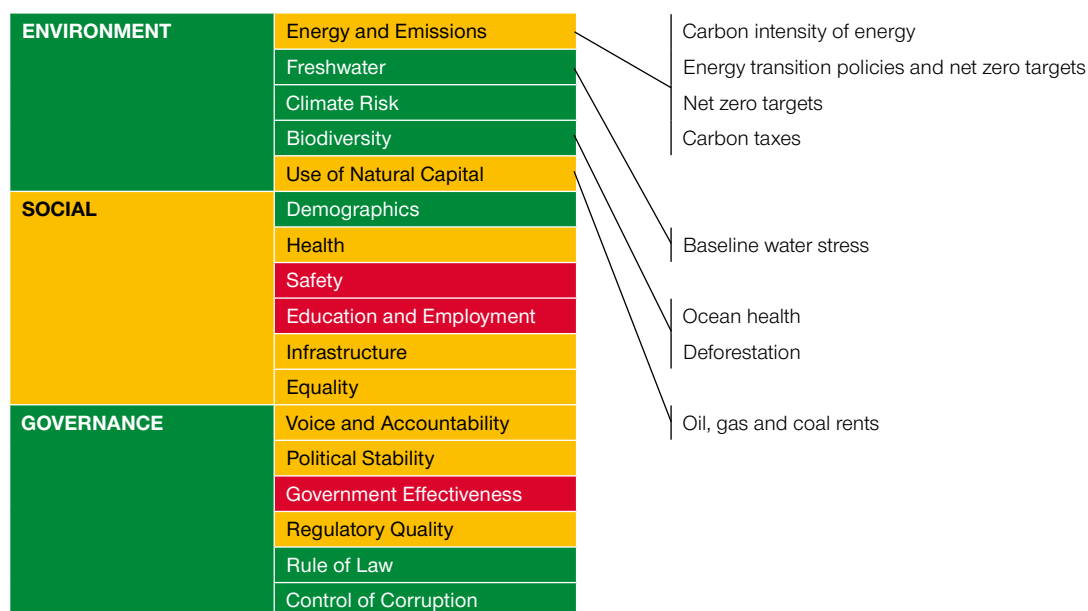 ENVIRONMENT
Energy and Emissions
Freshwater
Climate Risk
Biodiversity
Use of Natural Capital
SOCIAL
Demographics
Health
Safety
Education and Employment
Infrastructure
Equality
GOVERNANCE
Voice and Accountability
Political Stability
Government Effectiveness
Regulatory Quality
Rule of Law
Control of Corruption
Carbon intensity of energy
Energy transition policies and net zero targets
Net zero targets
Carbon taxes
Baseline water stress
Ocean health
Deforestation
Oil, gas and coal rents